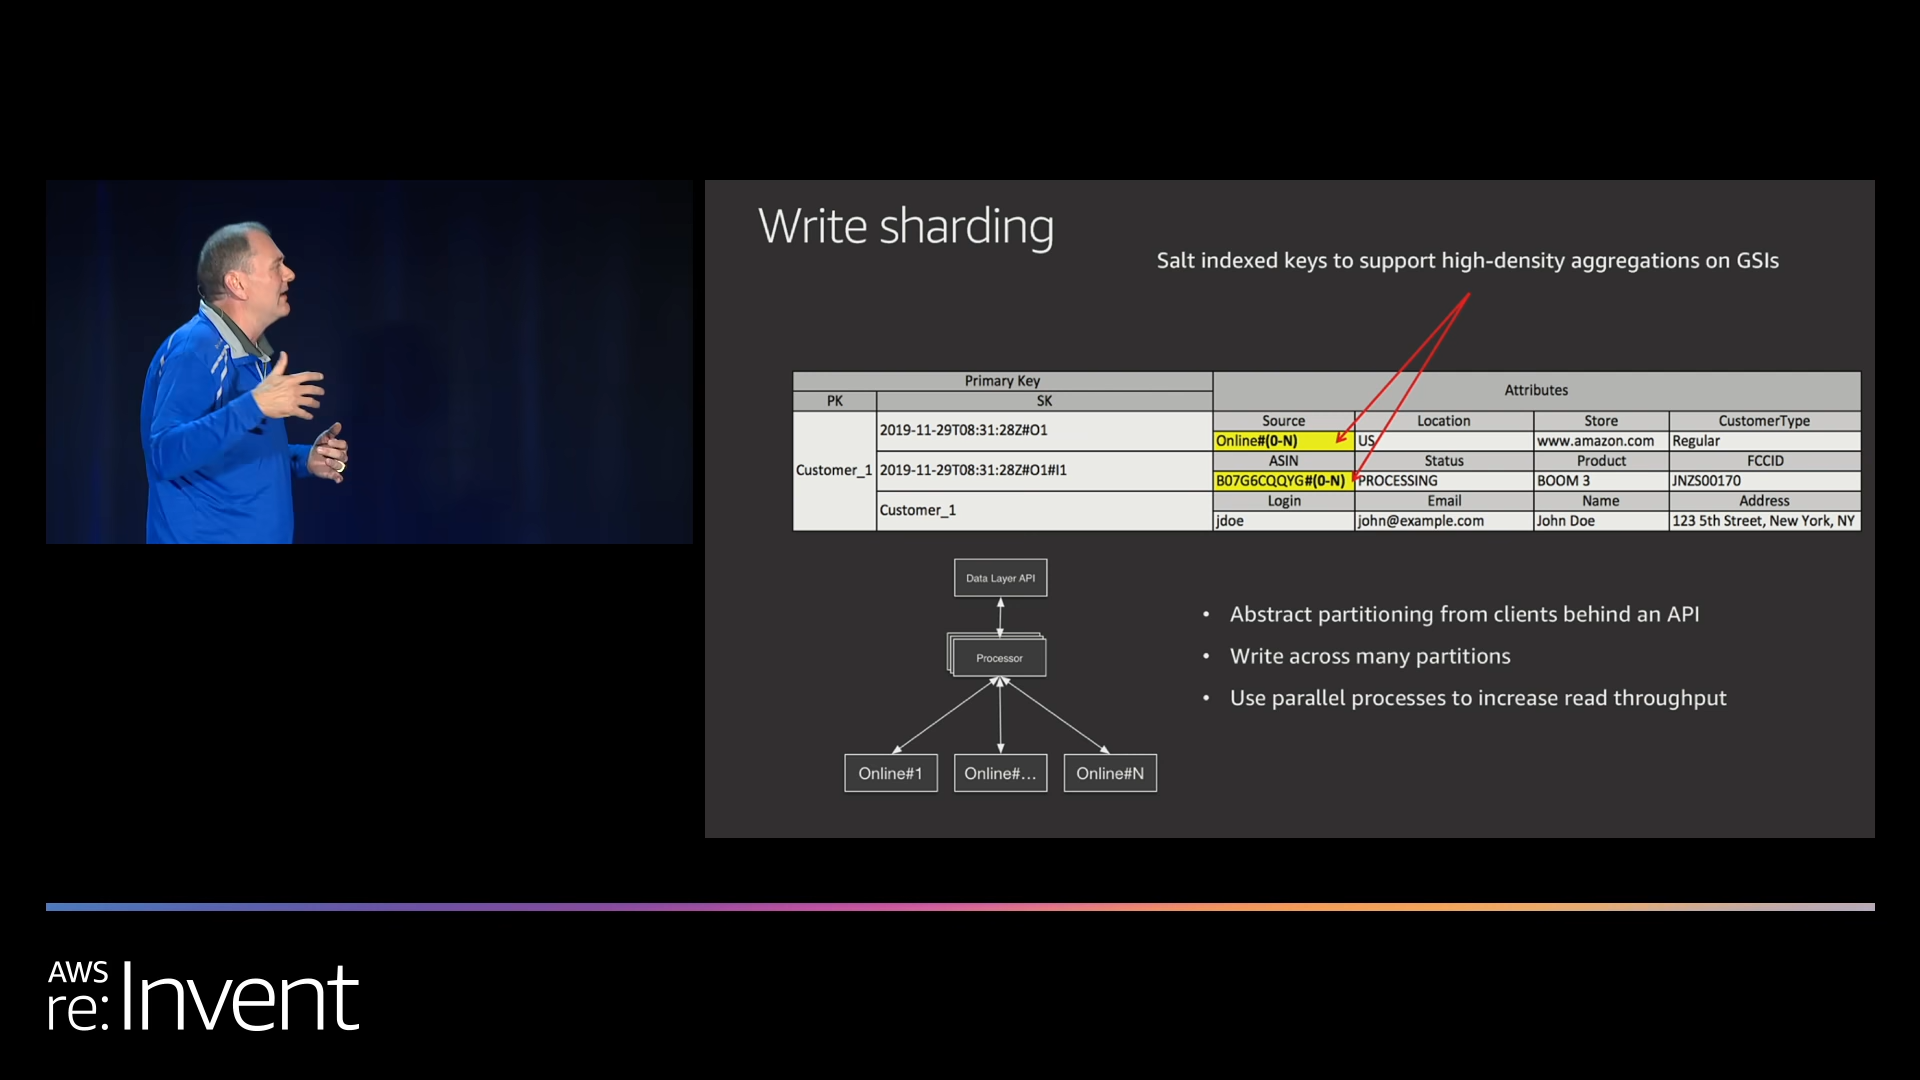 Write sharding
Salt indexed keys to support high-density aggregations on GSIs
Primary Key
Attributes
PK
SK
Customer_1
2019-11-29T08:31:28Z#O1
Source
Location
Store
CustomerType
Online#(0-N)
US
www.amazon.com
Regular
2019-11-29T08:31:28Z#O1#I1
ASIN
Status
Product
FCCID
B07G6CQQYG#(0-N)
PROCESSING
BOOM 3
JNZS00170
Customer_1
Login
Email
Name
Address
jdoe
john@example.com
John Doe
123 5th Street, New York, NY
Data Layer API
Processor
Online#1
Online#...
Online#N
• Abstract partitioning from clients behind an API
• Write across many partitions
• Use parallel processes to increase read throughput
AWS
re:Invent